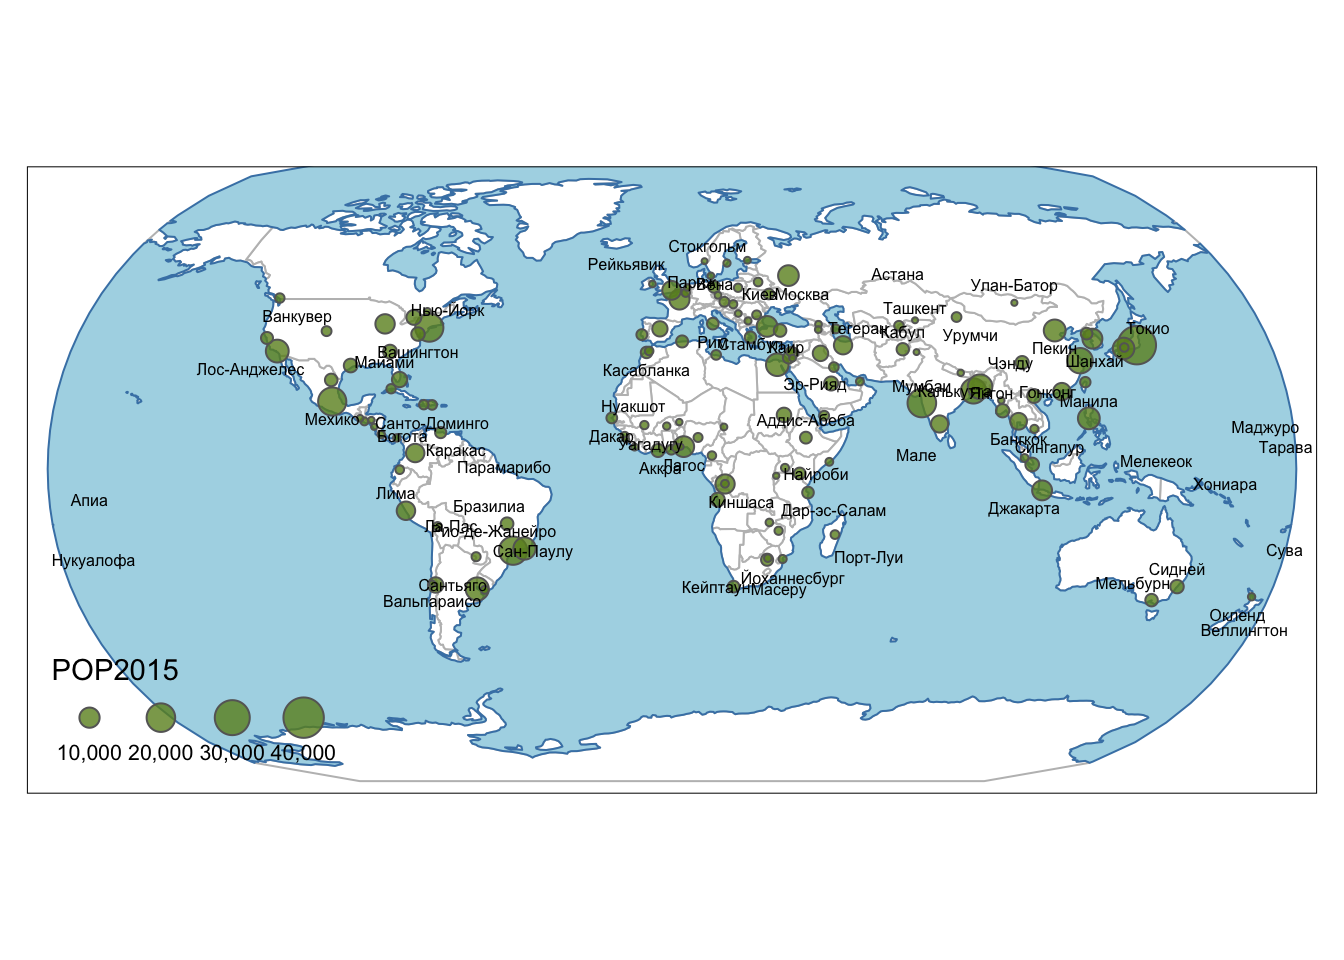 Стокгольм
Рейкьявик
Астана
Париж
Вена
Улан-Батор
Киев
Москва
Нью-Йорк
Ванкувер
Ташкент
Токио
Тегеран
Кабул
Урумчи
Рим
Стамбул
Каир
Пекин
Вашингтон
Майами
Шанхай
Чэнду
Лос-Анджелес
Касабланка
Эр-Рияд
Мумбаи
Калькутта
Янгон
Гонконг
Манила
Нуакшот
Мехико
Санто-Доминго
Аддис-Абеба
Маджуро
Богота
Дакар
Уагадугу
Бангкок
Каракас
Сингапур
Тарава
Мале
Аккра
Лагос
Парамарибо
Мелекеок
Найроби
Хониара
Лима
Апиа
Бразилиа
Киншаса
Дар-эс-Салам
Джакарта
Ла-Пас
Рио-де-Жанейро
Сан-Паулу
Сува
Порт-Луи
Нукуалофа
Сидней
Йоханнесбург
Мельбурн
Сантьяго
Кейптаун
Масеру
Вальпараисо
Окленд
Веллингтон
POP2015
10,000 20,000 30,000 40,000